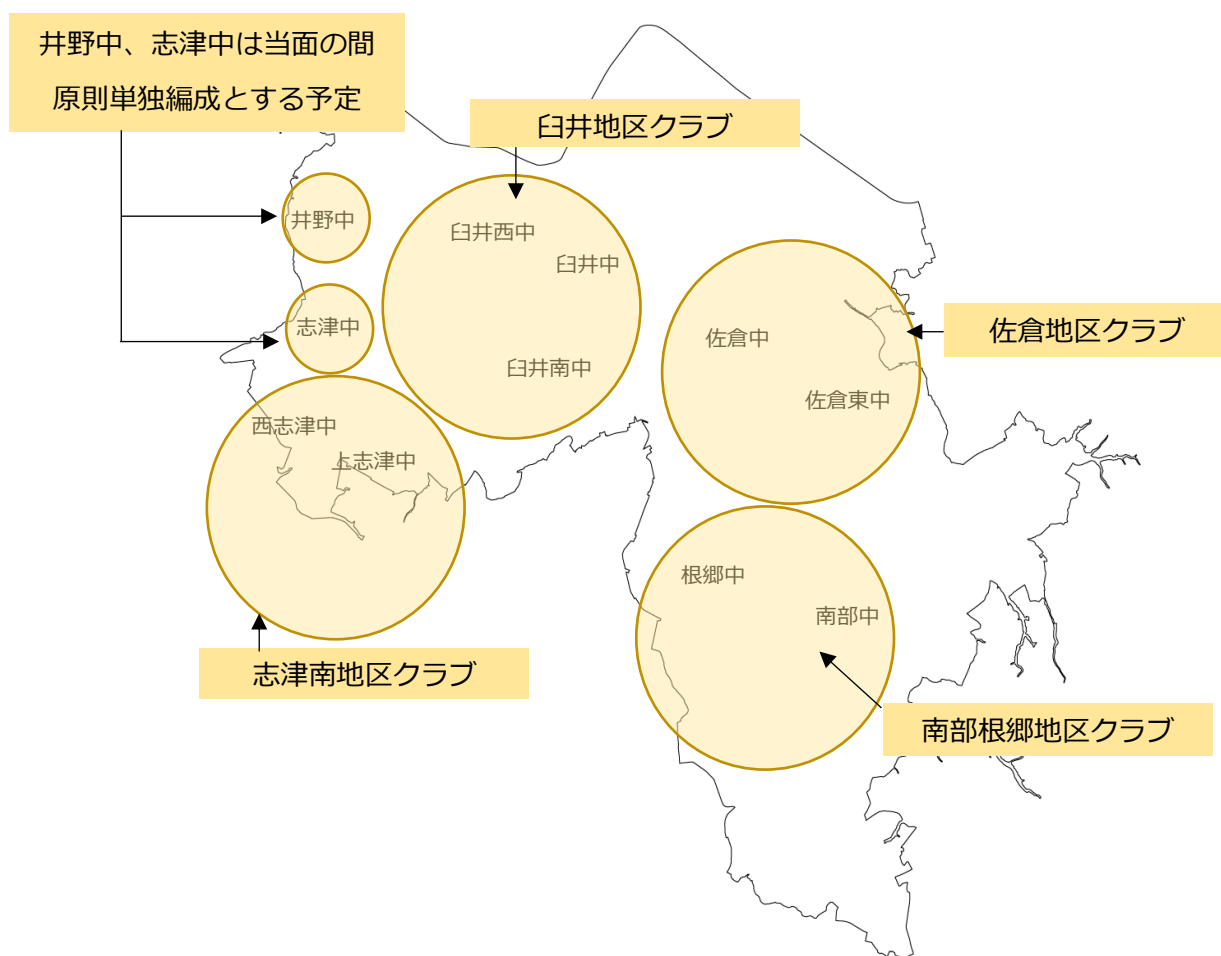 井野中、志津中は当面の間
原則単独編成とする予定
臼井地区クラブ
井野中
臼井西中
臼井中
志津中
臼井南中
佐倉地区クラブ
佐倉中
佐倉東中
西志津中
上志津中
志津南地区クラブ
根郷中
南部中
南部根郷地区クラブ